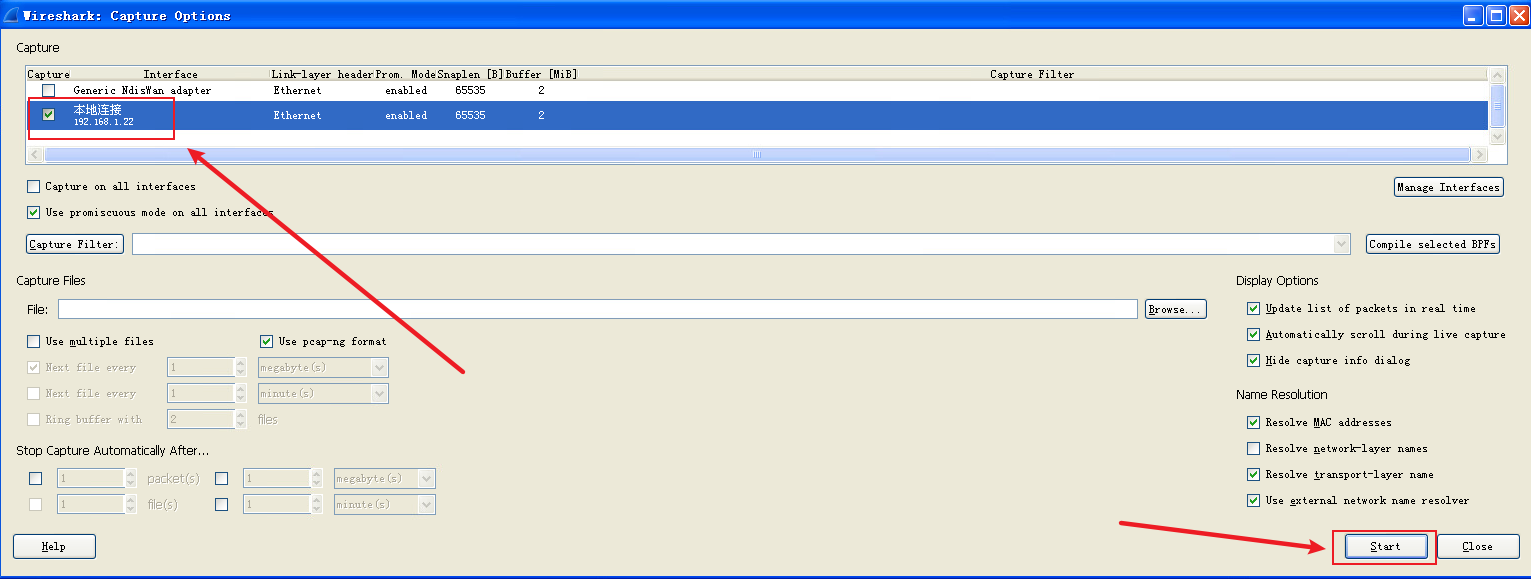 Wireshark: Capture Options
Capture
Capture Interface Link-layer header Prom. Mode Snaplen [B] Buffer [MiB] Capture Filter
Generic NdisWan adapter Ethernet enabled 65535 2
本地连接
192.168.1.22 Ethernet enabled 65535 2
Capture on all interfaces
Manage Interfaces
Use promiscuous mode on all interfaces
Capture Filter:
Compile selected BPFs
Capture Files
File:
Browse...
Use multiple files Use pcap-ng format
Next file every 1 megabyte(s)
Next file every 1 minute(s)
Ring buffer with 2 files
Stop Capture Automatically After...
1 packet(s) 1 megabyte(s)
1 file(s) 1 minute(s)
Display Options
Update list of packets in real time
Automatically scroll during live capture
Hide capture info dialog
Name Resolution
Resolve MAC addresses
Resolve network-layer names
Resolve transport-layer name
Use external network name resolver
Help Start Close